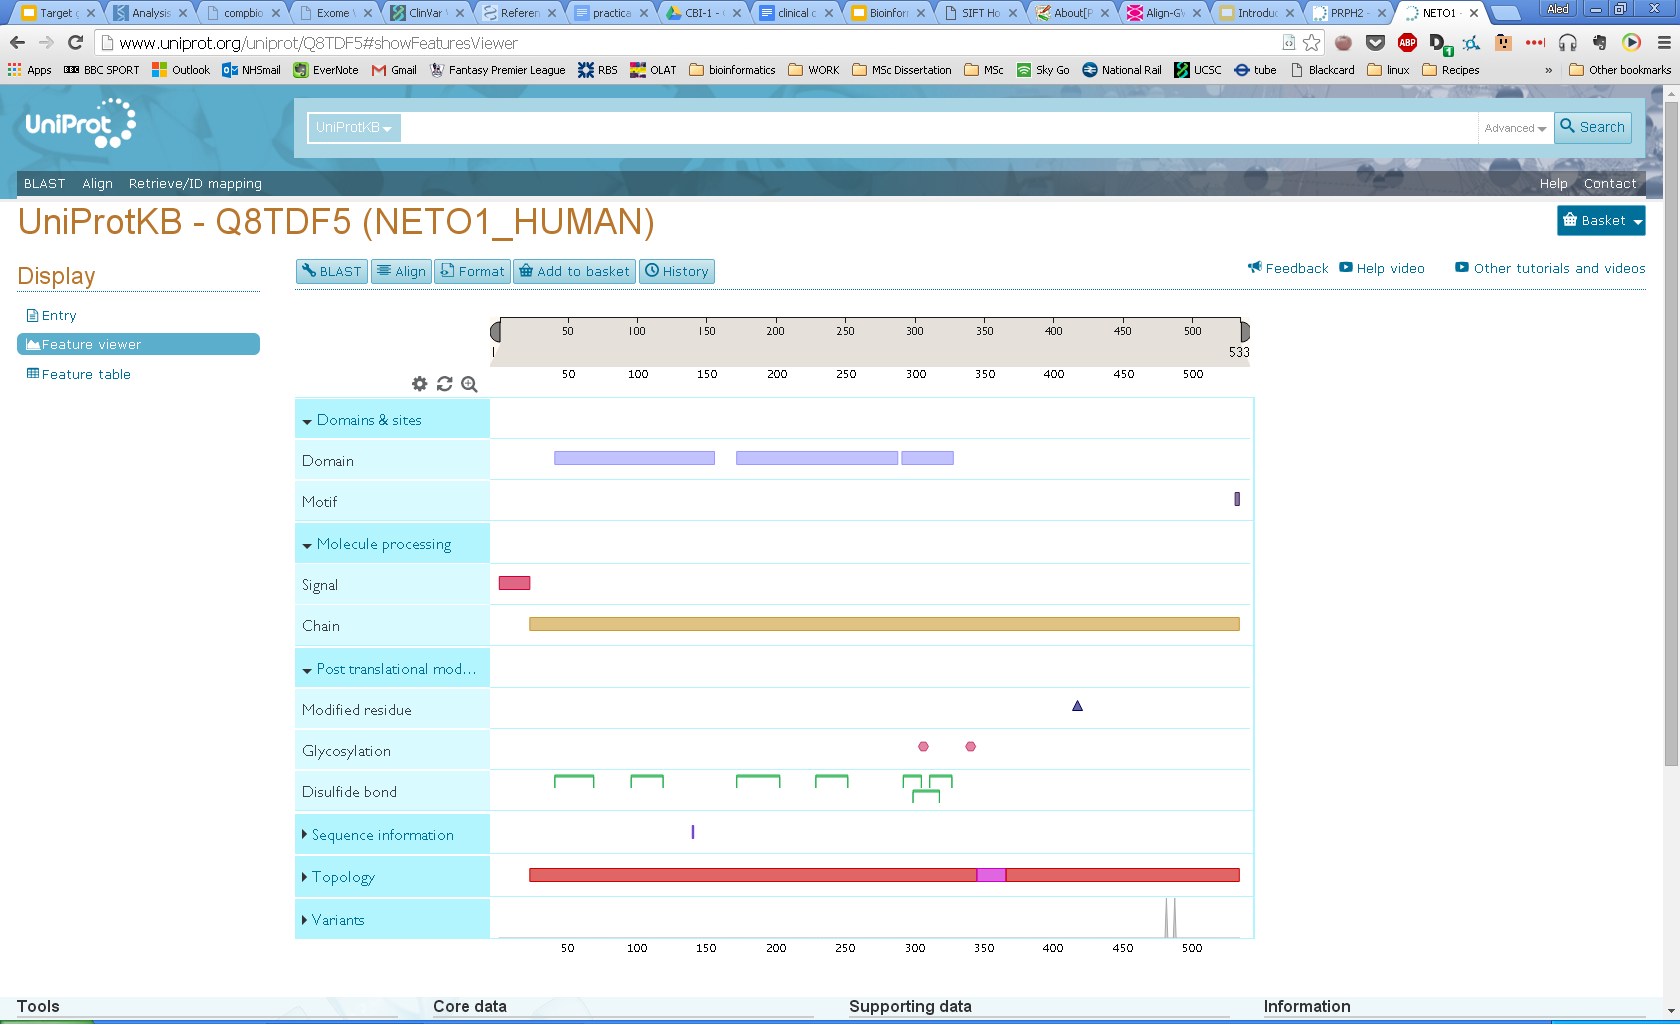 Target g
Analysis
compbio
Exome
ClinVar
Referen
practica
CBI-1 -
clinical c
Bioinfor
SIFT Ho
About[P
Align-G
Introduc
PRPH2 -
NETO1 -
Aled
www.uniprot.org/uniprot/Q8TDF5#showFeaturesViewer
ABP
Apps
BBC SPORT
Outlook
NHSmail
EverNote
Gmail
Fantasy Premier League
RBS
OLAT
bioinformatics
WORK
MSc Dissertation
MSc
Sky Go
National Rail
UCSC
tube
Blackcard
linux
Recipes
»
Other bookmarks
UniProt
UniProtKB
Advanced
Search
BLAST Align Retrieve/ID mapping
Help Contact
UniProtKB - Q8TDF5 (NETO1_HUMAN)
Basket
Display
BLAST Align Format Add to basket History
Feedback Help video Other tutorials and videos
Entry
Feature viewer
Feature table
50 100 150 200 250 300 350 400 450 500
1 533
50 100 150 200 250 300 350 400 450 500
Domains & sites
Domain
Motif
Molecule processing
Signal
Chain
Post translational mod...
Modified residue
Glycosylation
Disulfide bond
Sequence information
Topology
Variants
50 100 150 200 250 300 350 400 450 500
Tools Core data Supporting data Information